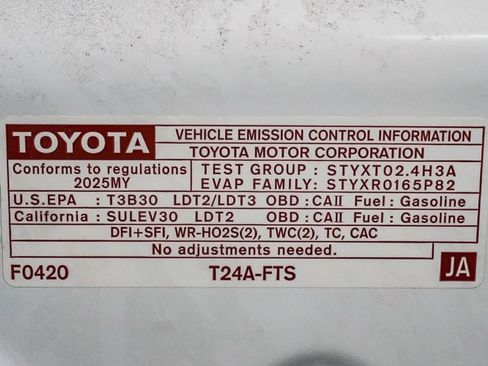 TOYOTA VEHICLE EMISSION CONTROL INFORMATION
TOYOTA MOTOR CORPORATION
Conforms to regulations TEST GROUP : STYXT02.4H3A
2025MY EVAP FAMILY: STYXR0165P82
U.S.EPA : T3B30 LDT2/LDT3 OBD : CAII Fuel : Gasoline
California : SULEV30 LDT2 OBD : CAII Fuel : Gasoline
DFI+SFI, WR-HO2S(2), TWC(2), TC, CAC
No adjustments needed.
F0420 T24A-FTS JA